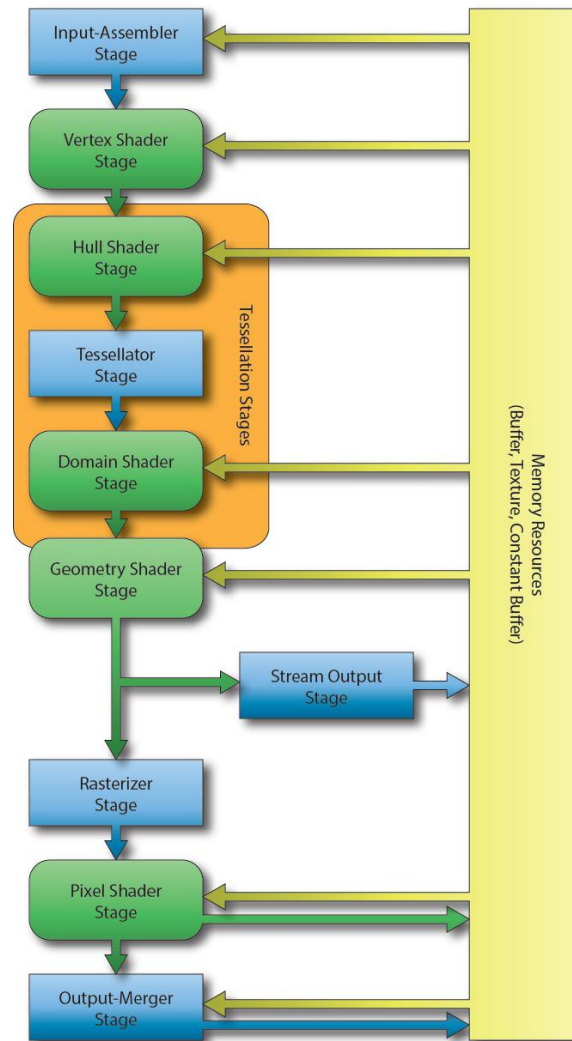 Input-Assembler
Stage
Vertex Shader
Stage
Hull Shader
Stage
Tessellator
Stage
Domain Shader
Stage
Tessellation Stages
Geometry Shader
Stage
Stream Output
Stage
Rasterizer
Stage
Pixel Shader
Stage
Output-Merger
Stage
Memory Resources
(Buffer, Texture, Constant Buffer)